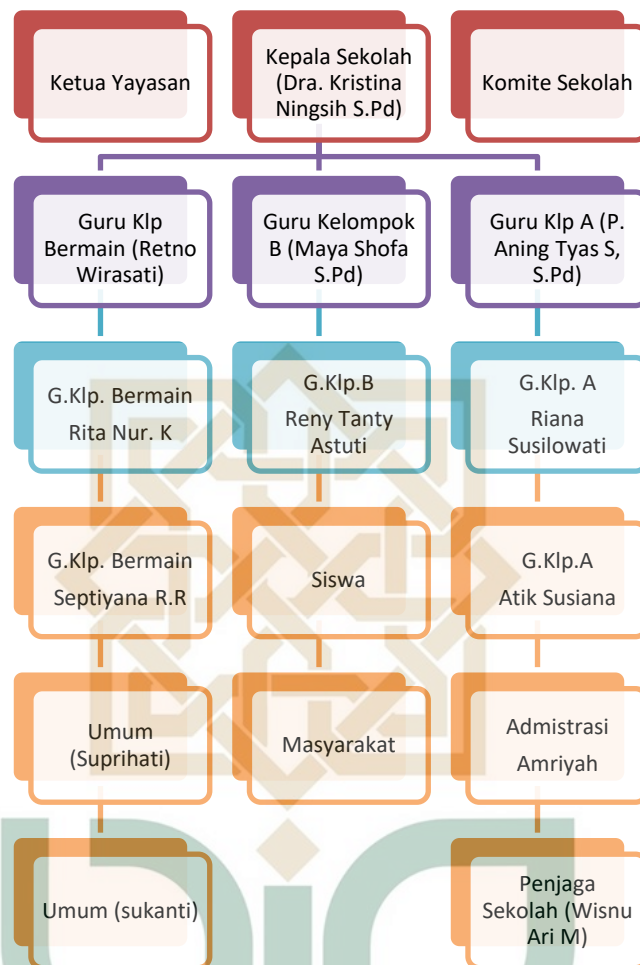 Ketua Yayasan
Kepala Sekolah
(Dra. Kristina
Ningsih S.Pd)
Komite Sekolah
Guru Klp
Bermain (Retno
Wirasati)
Guru Kelompok
B (Maya Shofa
S.Pd)
Guru Klp A (P.
Aning Tyas S,
S.Pd)
G.Klp. Bermain
Rita Nur. K
G.Klp.B
Reny Tanty
Astuti
G.Klp. A
Riana
Susilowati
G.Klp. Bermain
Septiyana R.R
Siswa
G.Klp.A
Atik Susiana
Umum
(Suprihati)
Masyarakat
Admistrasi
Amriyah
Umum (sukanti)
Penjaga
Sekolah (Wisnu
Ari M)